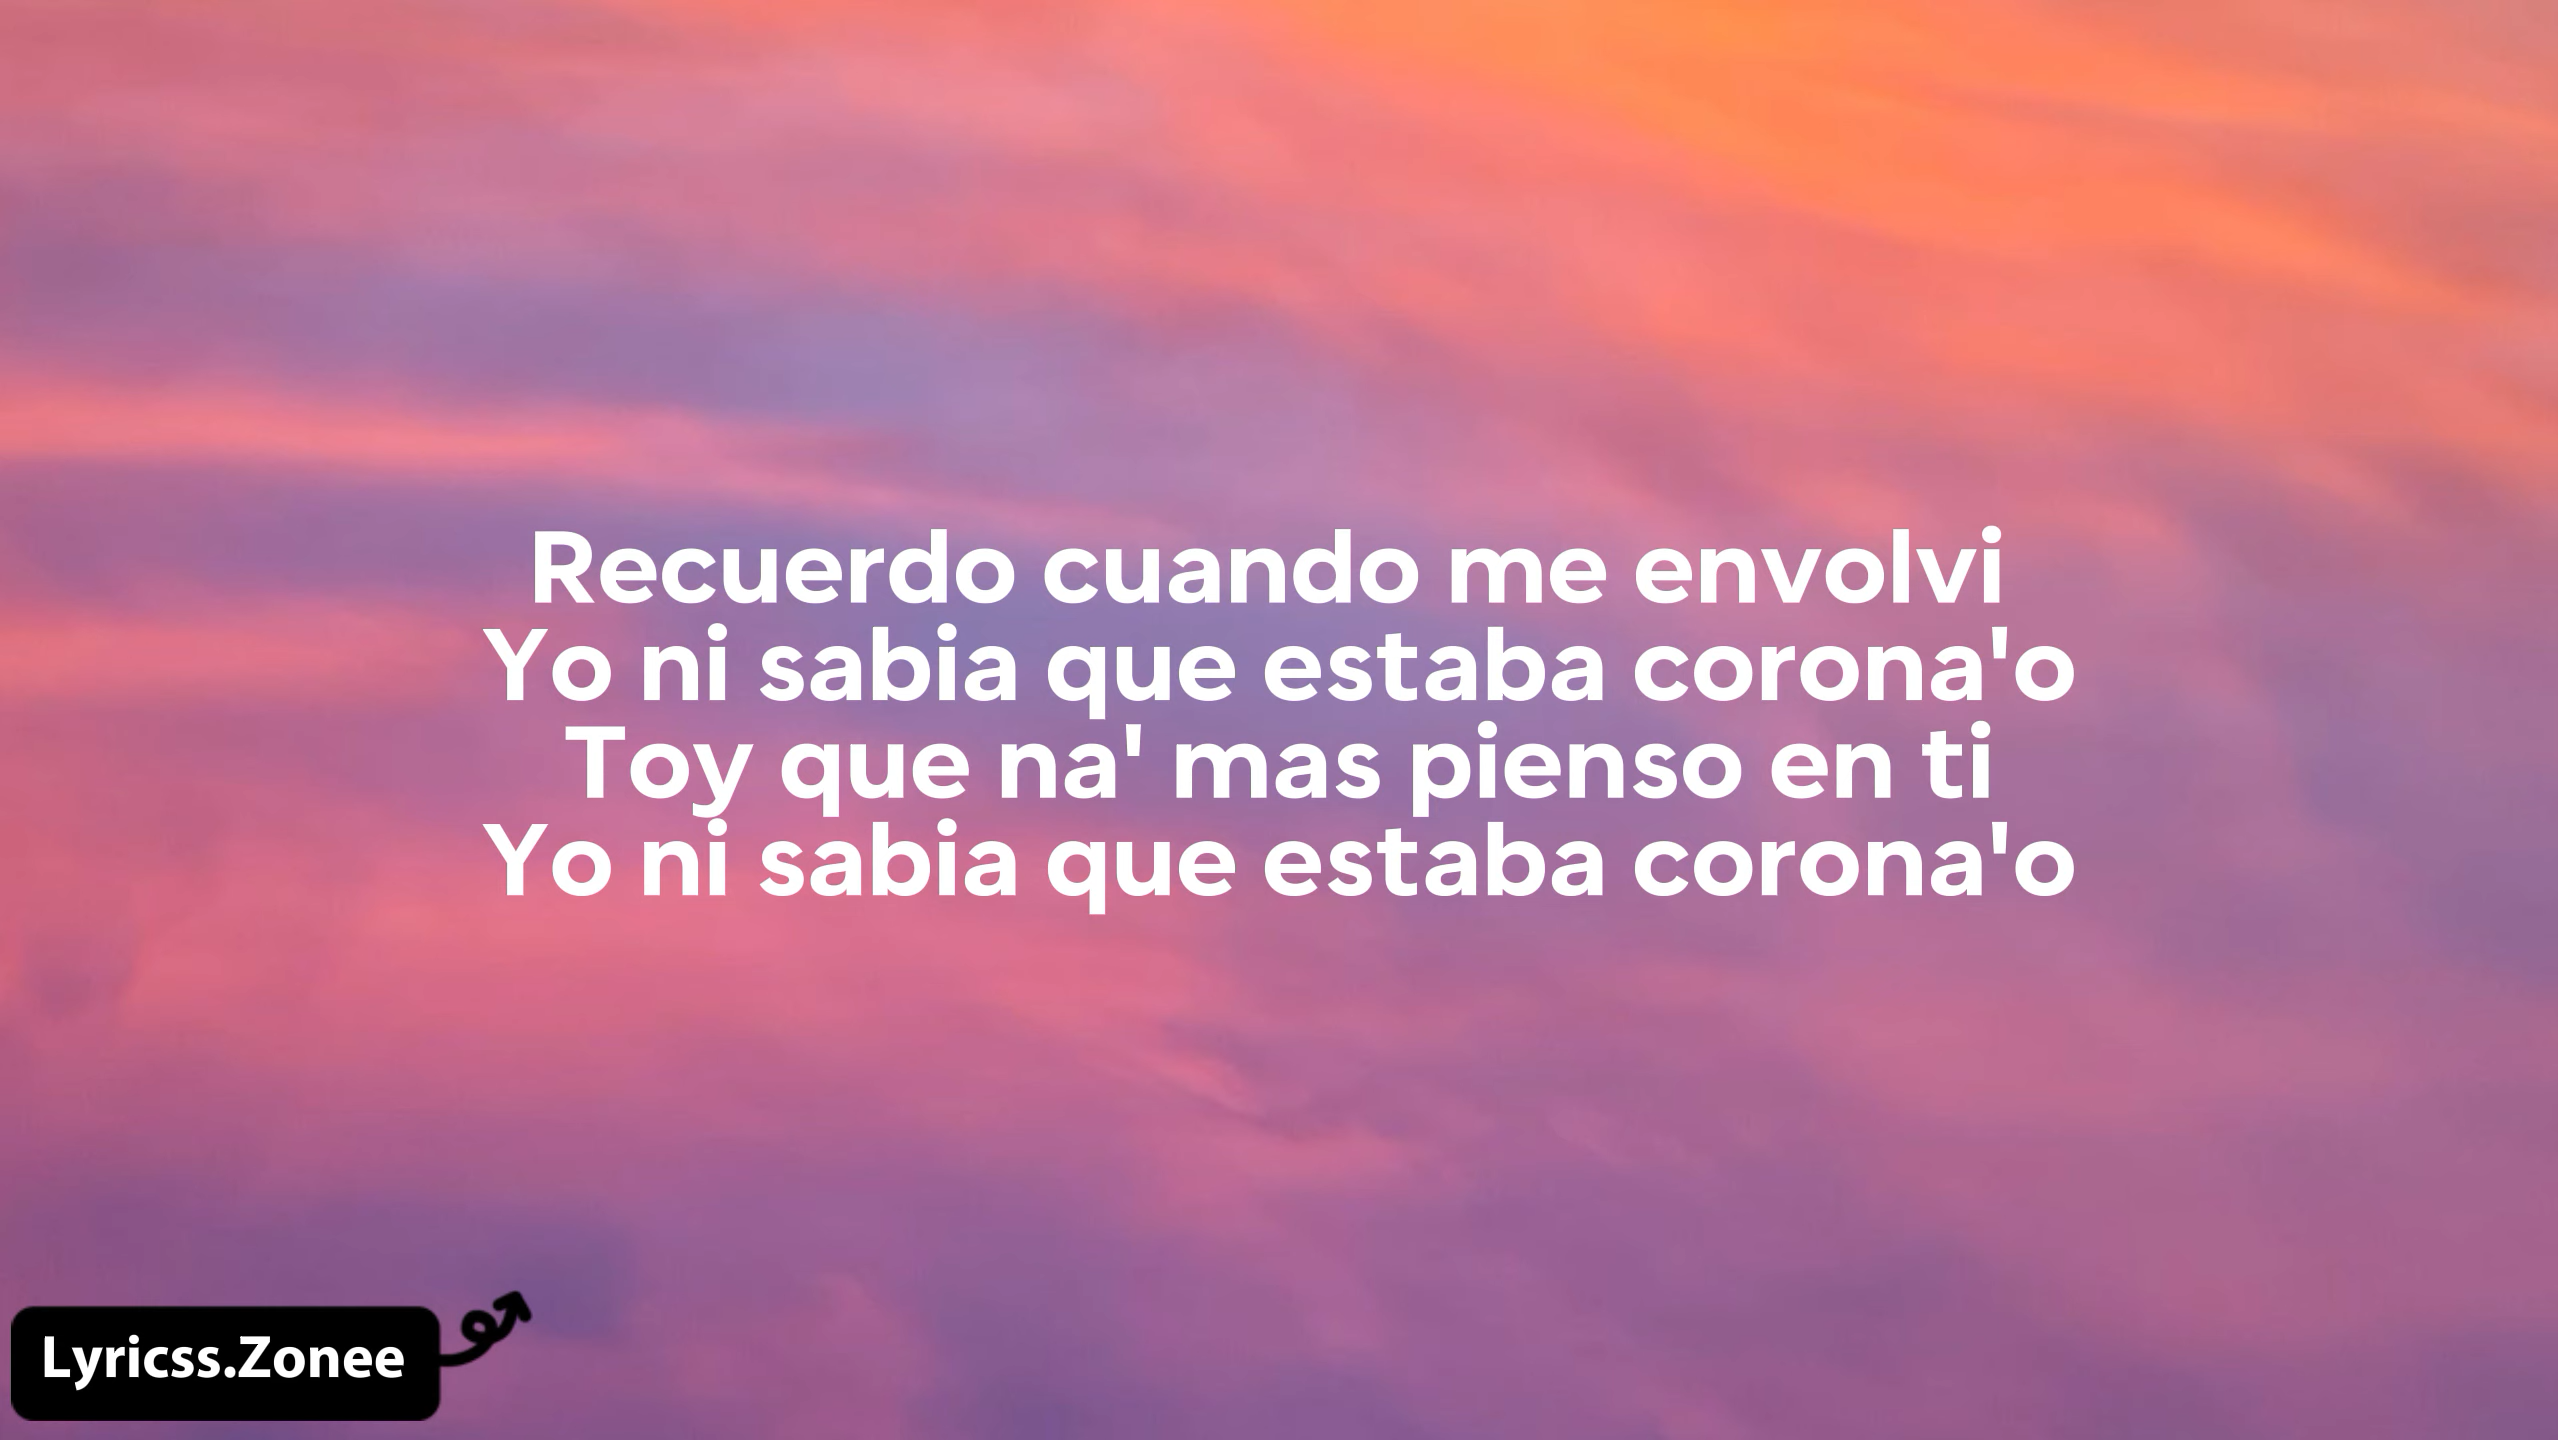 Recuerdo cuando me envolvi
Yo ni sabia que estaba corona'o
Toy que na' mas pienso en ti
Yo ni sabia que estaba corona'o
Lyricss.Zonee